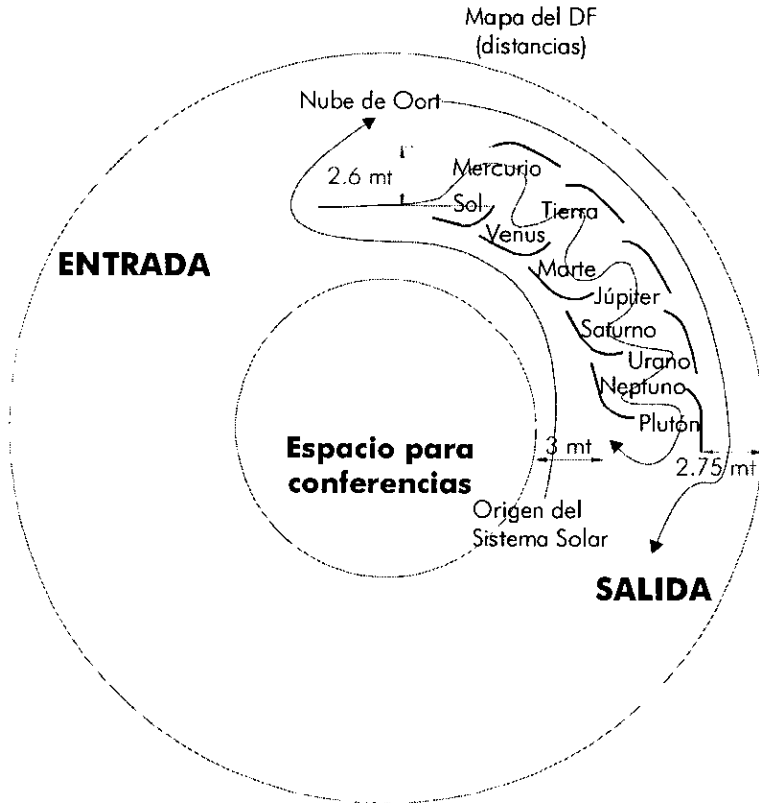 Mapa del DF
(distancias)
Nube de Oort
2.6 mt
Mercurio
Sol
Tierra
Venus
ENTRADA
Marte
Júpiter
Saturno
Urano
Neptuno
Plutón
Espacio para
conferencias
3 mt
2.75 mt
Origen del
Sistema Solar
SALIDA